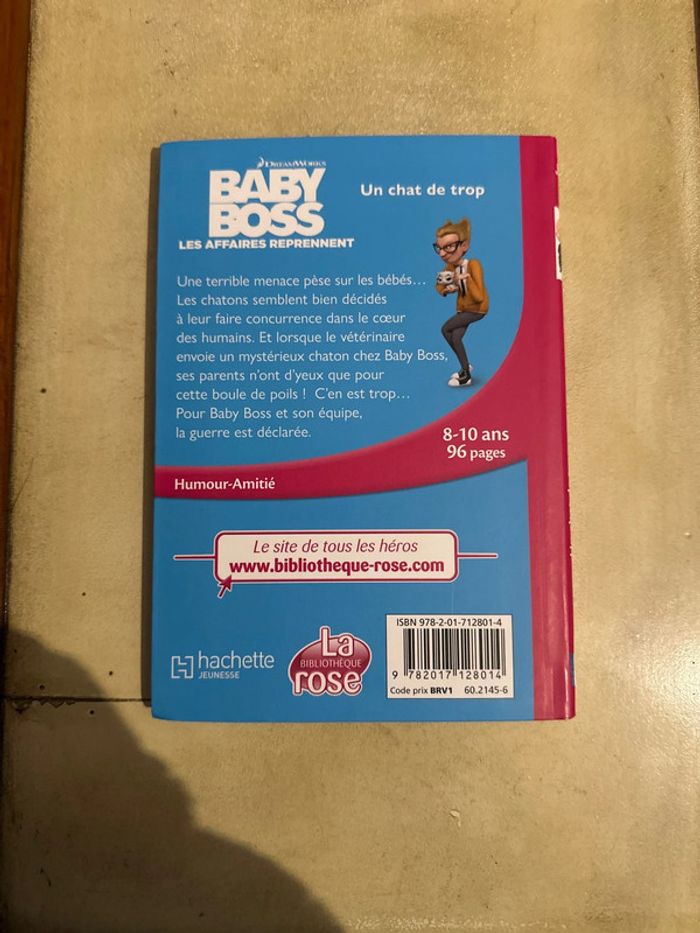 DREAMWORKS
BABY
BOSS
LES AFFAIRES REPRENNENT
Un chat de trop
Une terrible menace pèse sur les bébés…
Les chatons semblent bien décidés
à leur faire concurrence dans le cœur
des humains. Et lorsque le vétérinaire
envoie un mystérieux chaton chez Baby Boss,
ses parents n'ont d'yeux que pour
cette boule de poils ! C'en est trop…
Pour Baby Boss et son équipe,
la guerre est déclarée.
8-10 ans
96 pages
Humour-Amitié
Le site de tous les héros
www.bibliotheque-rose.com
hachette
JEUNESSE
La
BIBLIOTHÈQUE
rose
ISBN 978-2-01-712801-4
9 782017 128014
Code prix BRV1 60.2145-6